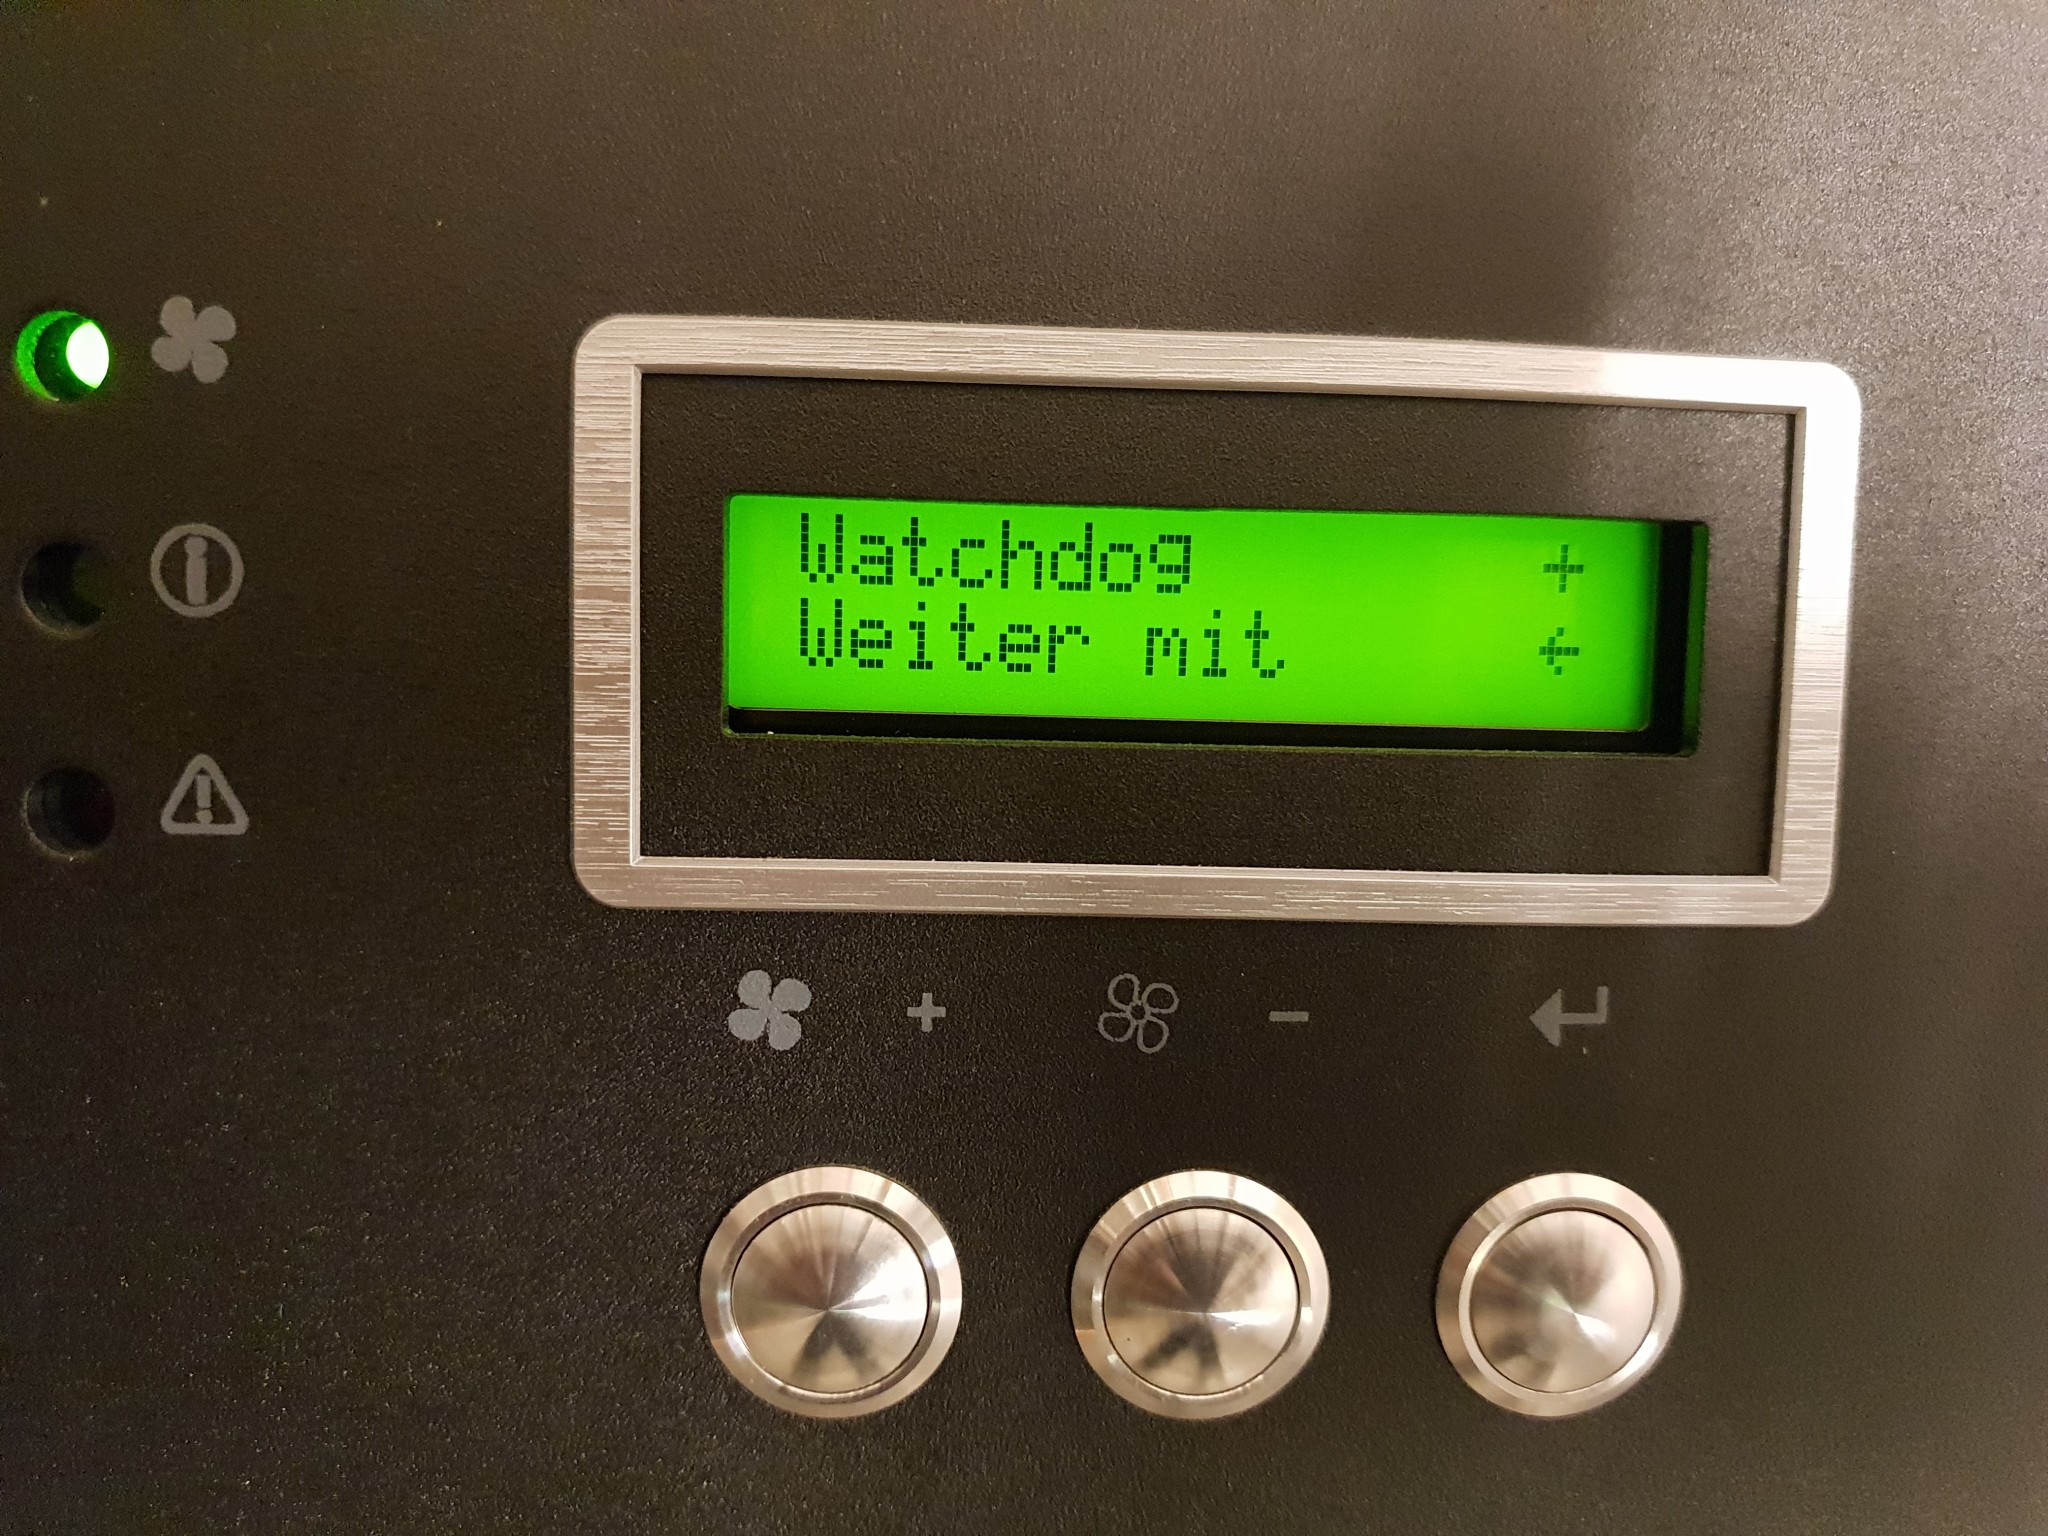 Watchdog +
Weiter mit ←
+ -